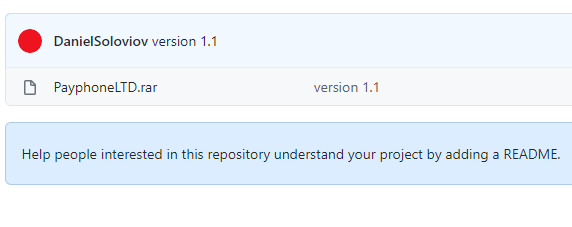 DanielSoloviov version 1.1
PayphoneLTD.rar version 1.1
Help people interested in this repository understand your project by adding a README.